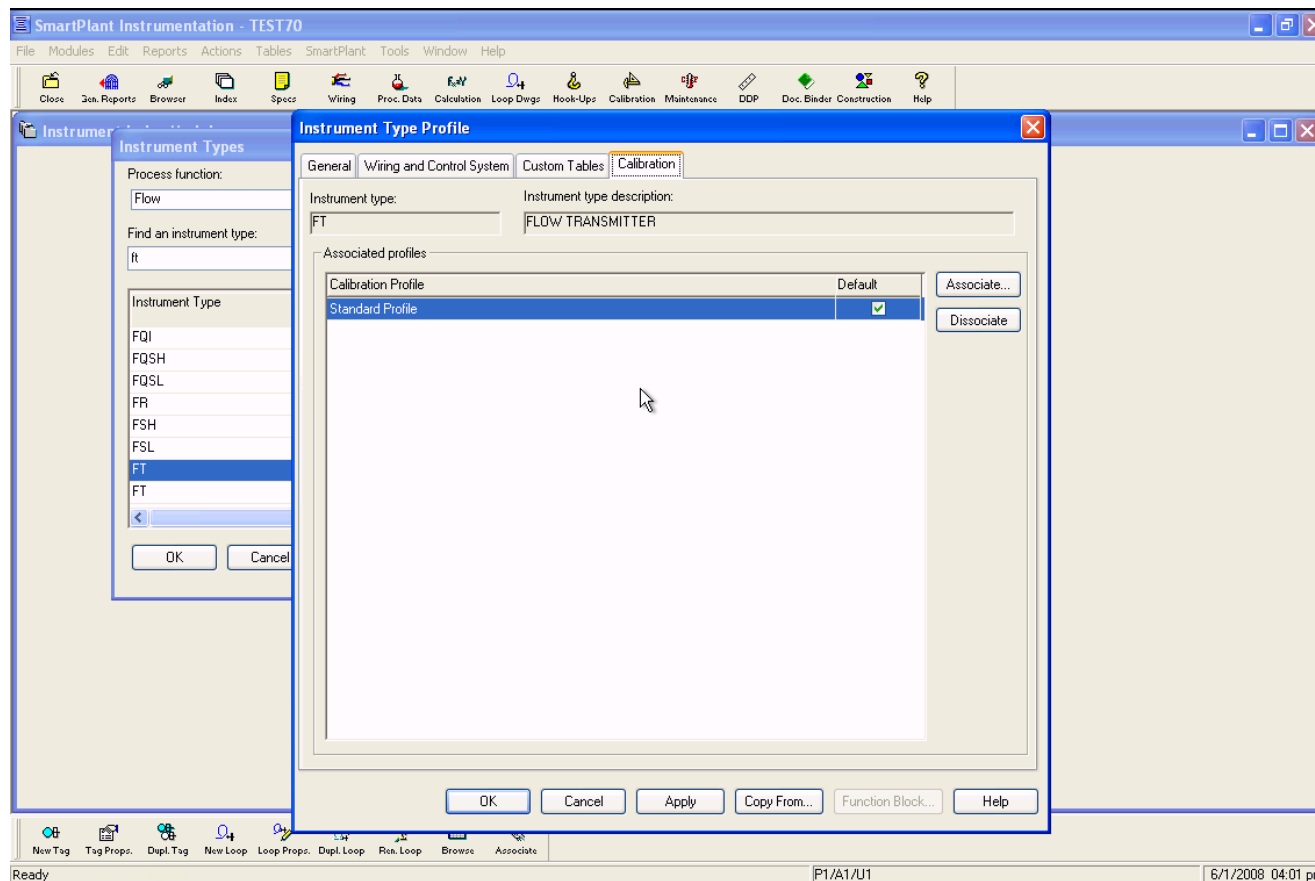 SmartPlant Instrumentation - TEST70
File Modules Edit Reports Actions Tables SmartPlant Tools Window Help
Close Gen. Reports Browser Index Specs Wiring Proc. Data Calculation Loop Dwgs Hook-Ups Calibration Maintenance DDP Doc. Binder Construction Help
Instrument Types
Process function:
Flow
Find an instrument type:
ft
Instrument Type
FQI
FQSH
FQSL
FR
FSH
FSL
FT
FT
OK Cancel
Instrument Type Profile
General Wiring and Control System Custom Tables Calibration
Instrument type: Instrument type description:
FT FLOW TRANSMITTER
Associated profiles
Calibration Profile Default
Standard Profile
Associate...
Dissociate
OK Cancel Apply Copy From... Function Block... Help
New Tag Tag Props. Dupl. Tag New Loop Loop Props. Dupl. Loop Ren. Loop Browse Associate
Ready P1/A1/U1 6/1/2008 04:01